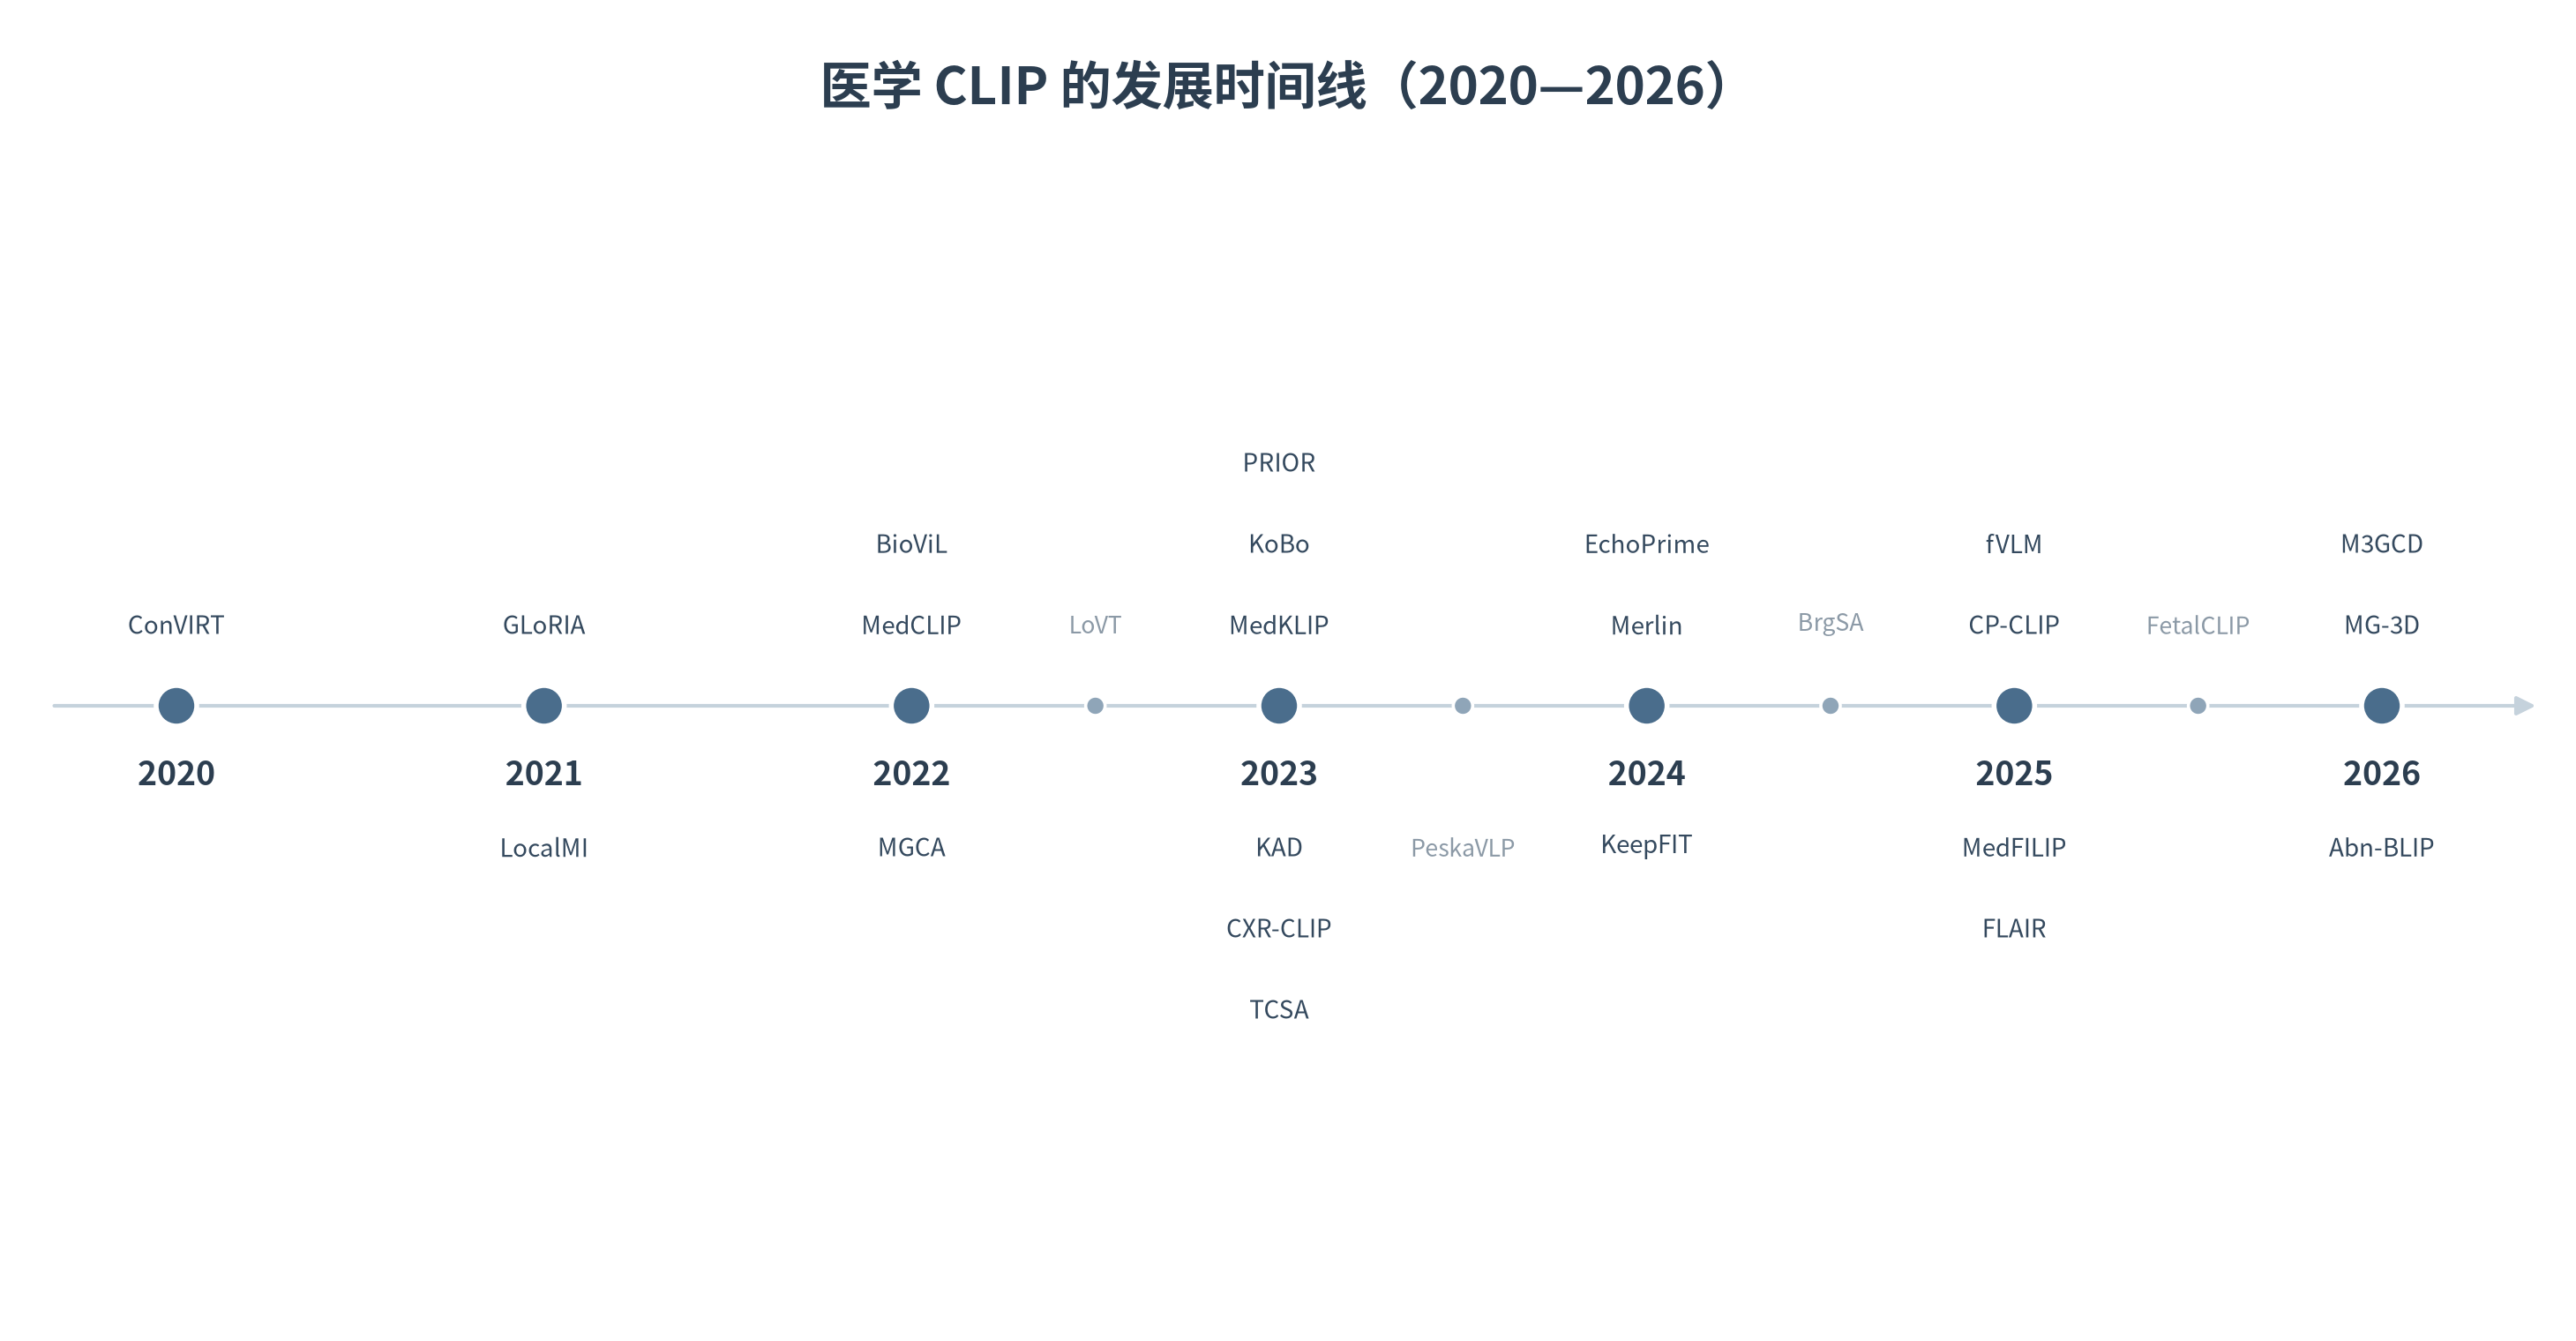 医学 CLIP 的发展时间线（2020—2026）
PRIOR
BioViL
KoBo
EchoPrime
fVLM
M3GCD
ConVIRT
GLoRIA
MedCLIP
LoVT
MedKLIP
Merlin
BrgSA
CP-CLIP
FetalCLIP
MG-3D
2020
2021
2022
2023
2024
2025
2026
LocalMI
MGCA
KAD
PeskaVLP
KeepFIT
MedFILIP
Abn-BLIP
CXR-CLIP
FLAIR
TCSA